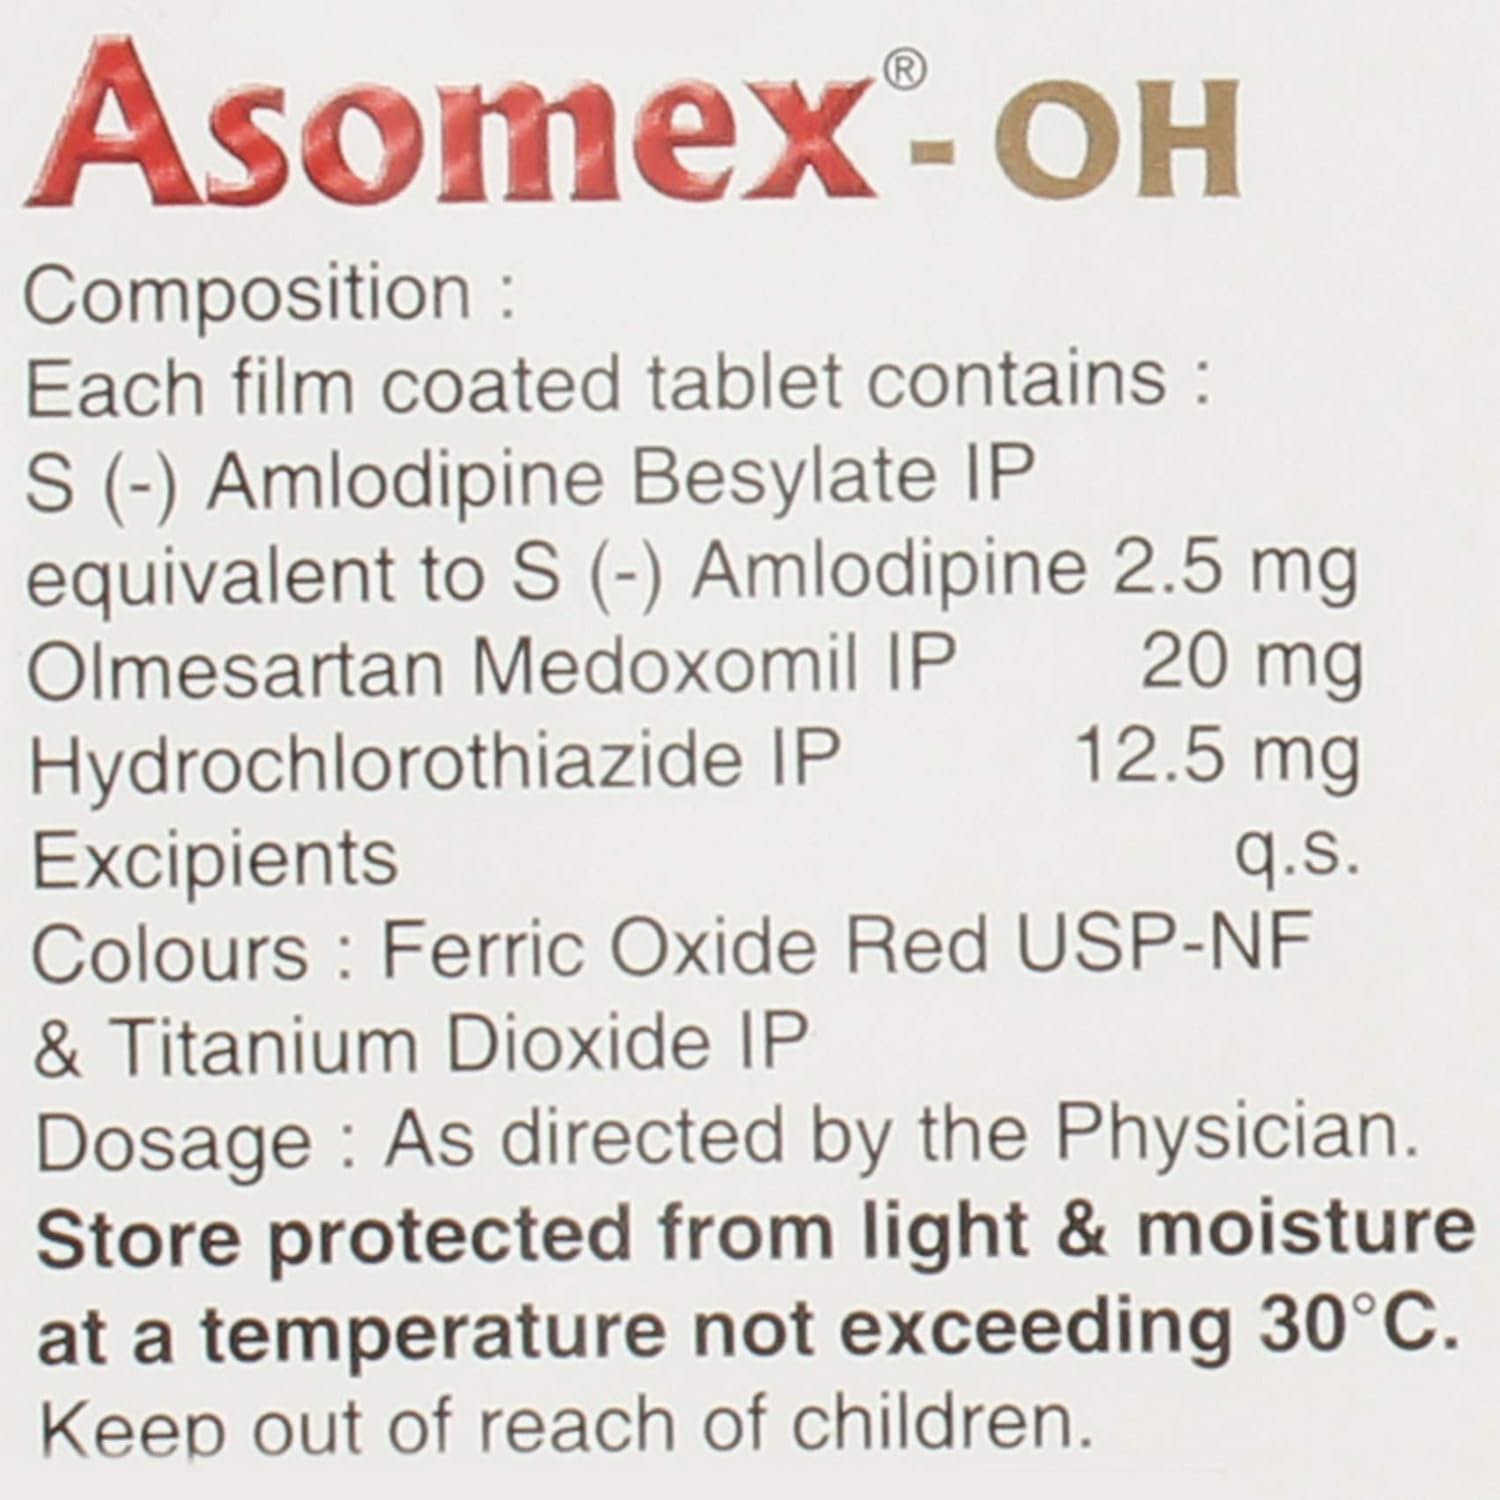 Asomex® - OH
Composition :
Each film coated tablet contains :
S (-) Amlodipine Besylate IP
equivalent to S (-) Amlodipine 2.5 mg
Olmesartan Medoxomil IP 20 mg
Hydrochlorothiazide IP 12.5 mg
Excipients q.s.
Colours : Ferric Oxide Red USP-NF
& Titanium Dioxide IP
Dosage : As directed by the Physician.
Store protected from light & moisture
at a temperature not exceeding 30°C.
Keep out of reach of children.